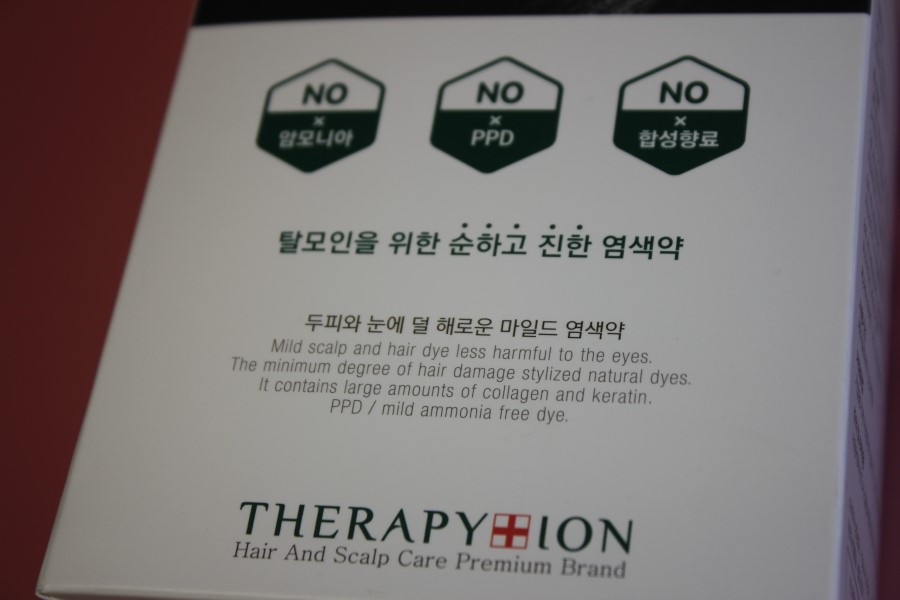 NO
×
암모니아
NO
×
PPD
NO
×
합성향료
탈모인을 위한 순하고 진한 염색약
두피와 눈에 덜 해로운 마일드 염색약
Mild scalp and hair dye less harmful to the eyes.
The minimum degree of hair damage stylized natural dyes.
It contains large amounts of collagen and keratin.
PPD / mild ammonia free dye.
THERAPY ION
Hair And Scalp Care Premium Brand